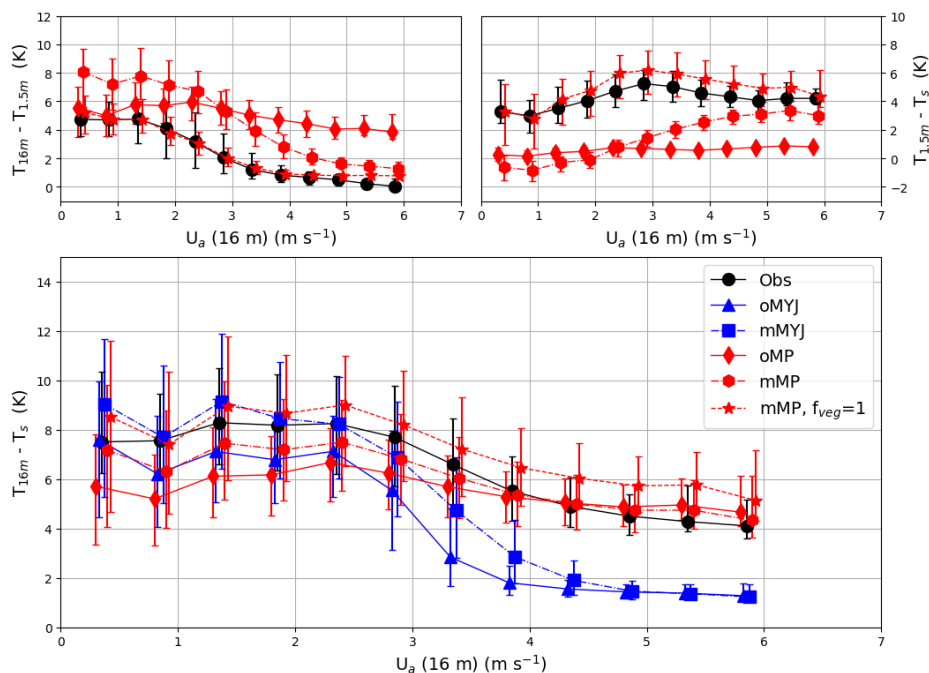 12
10
8
6
4
2
0
T16m - T1.5m (K)
0 1 2 3 4 5 6 7
Ua (16 m) (m s−1)
10
8
6
4
2
0
−2
T1.5m - Ts (K)
0 1 2 3 4 5 6 7
Ua (16 m) (m s−1)
14
12
10
8
6
4
2
0
T16m - Ts (K)
Obs
oMYJ
mMYJ
oMP
mMP
mMP, fveg=1
0 1 2 3 4 5 6 7
Ua (16 m) (m s−1)